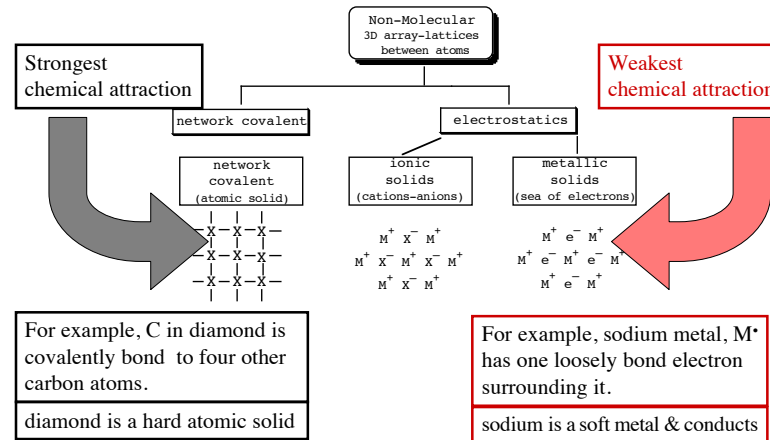 Non-Molecular
3D array-lattices
between atoms
Strongest
chemical attraction
Weakest
chemical attraction
network covalent
electrostatics
network
covalent
(atomic solid)
ionic
solids
(cations-anions)
metallic
solids
(sea of electrons)
—X—X—X—
—X—X—X—
—X—X—X—
M⁺ X⁻ M⁺
M⁺ X⁻ M⁺ X⁻ M⁺
M⁺ X⁻ M⁺
M⁺ e⁻ M⁺
M⁺ e⁻ M⁺ e⁻ M⁺
M⁺ e⁻ M⁺
For example, C in diamond is
covalently bond to four other
carbon atoms.
diamond is a hard atomic solid
For example, sodium metal, M•
has one loosely bond electron
surrounding it.
sodium is a soft metal & conducts